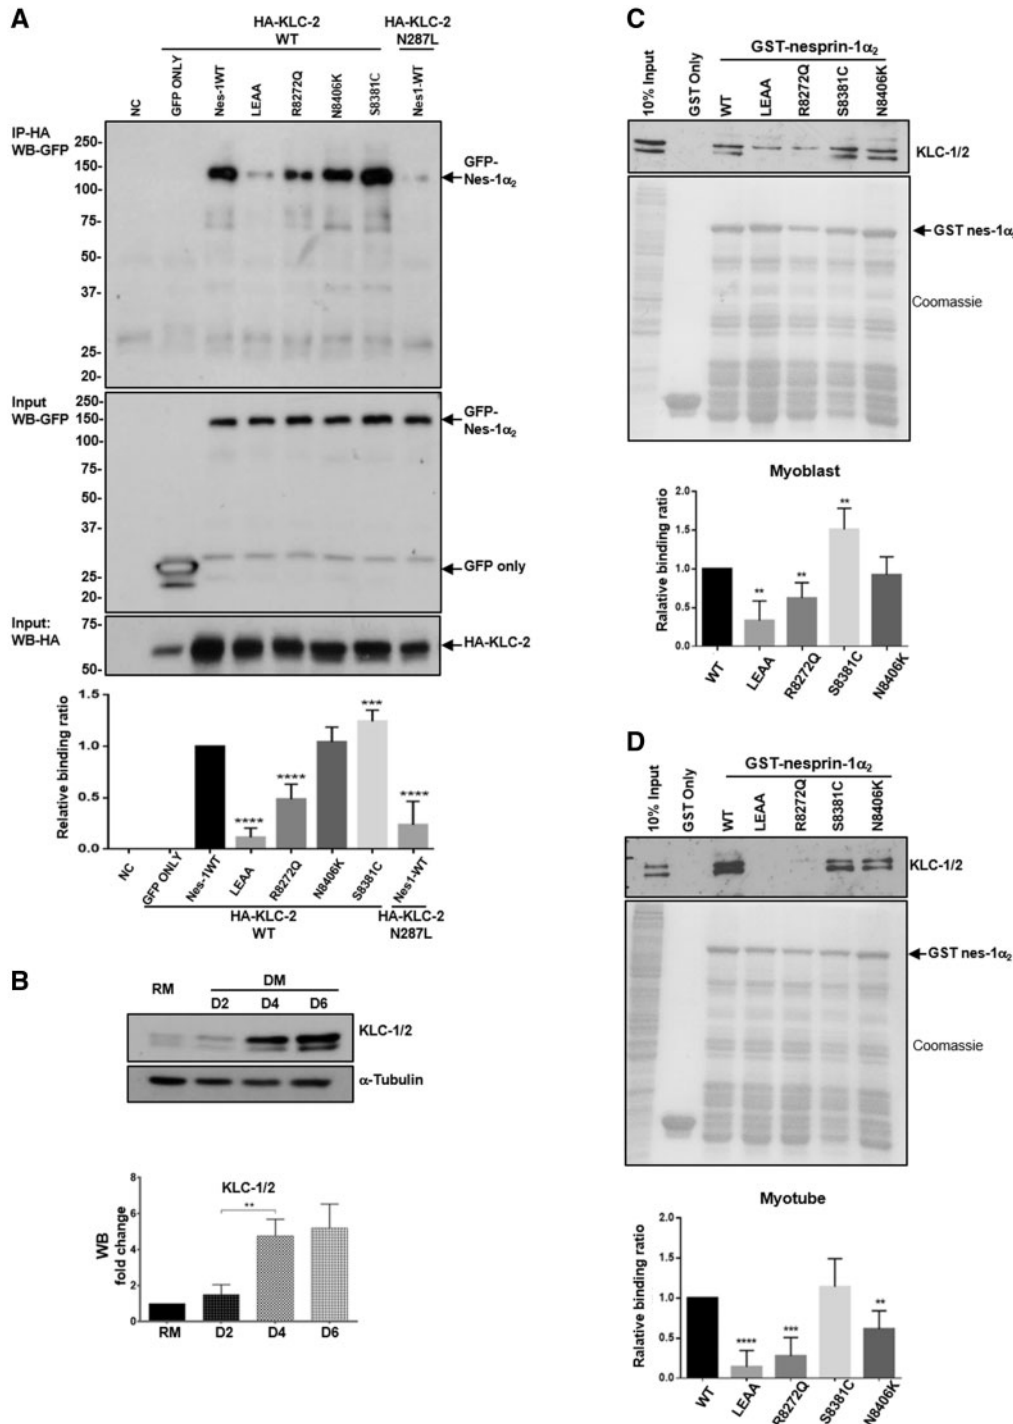 A
HA-KLC-2
WT
HA-KLC-2
N287L
NC
GFP ONLY
Nes-1WT
LEAA
R8272Q
N8406K
S8381C
Nes1-WT
IP-HA
WB-GFP
250-
150-
100-
75-
50-
37-
25-
20-
GFP-
Nes-1α2
Input
WB-GFP
250-
150-
100-
75-
50-
37-
25-
20-
GFP-
Nes-1α2
GFP only
Input:
WB-HA
75-
50-
HA-KLC-2
Relative binding ratio
1.5
1.0
0.5
0.0
****
****
***
****
NC
GFP ONLY
Nes-1WT
LEAA
R8272Q
N8406K
S8381C
Nes1-WT
HA-KLC-2
WT
HA-KLC-2
N287L
B
RM
DM
D2
D4
D6
KLC-1/2
α-Tubulin
KLC-1/2
WB
fold change
8
6
4
2
0
**
RM
D2
D4
D6
C
GST-nesprin-1α2
10% Input
GST Only
WT
LEAA
R8272Q
S8381C
N8406K
KLC-1/2
GST nes-1α
Coomassie
Myoblast
Ralative binding ratio
2.0
1.5
1.0
0.5
0.0
**
**
**
WT
LEAA
R8272Q
S8381C
N8406K
D
GST-nesprin-1α2
10% Input
GST Only
WT
LEAA
R8272Q
S8381C
N8406K
KLC-1/2
GST nes-1α2
Coomassie
Myotube
Ralative binding ratio
2.0
1.5
1.0
0.5
0.0
****
***
**
WT
LEAA
R8272Q
S8381C
N8406K